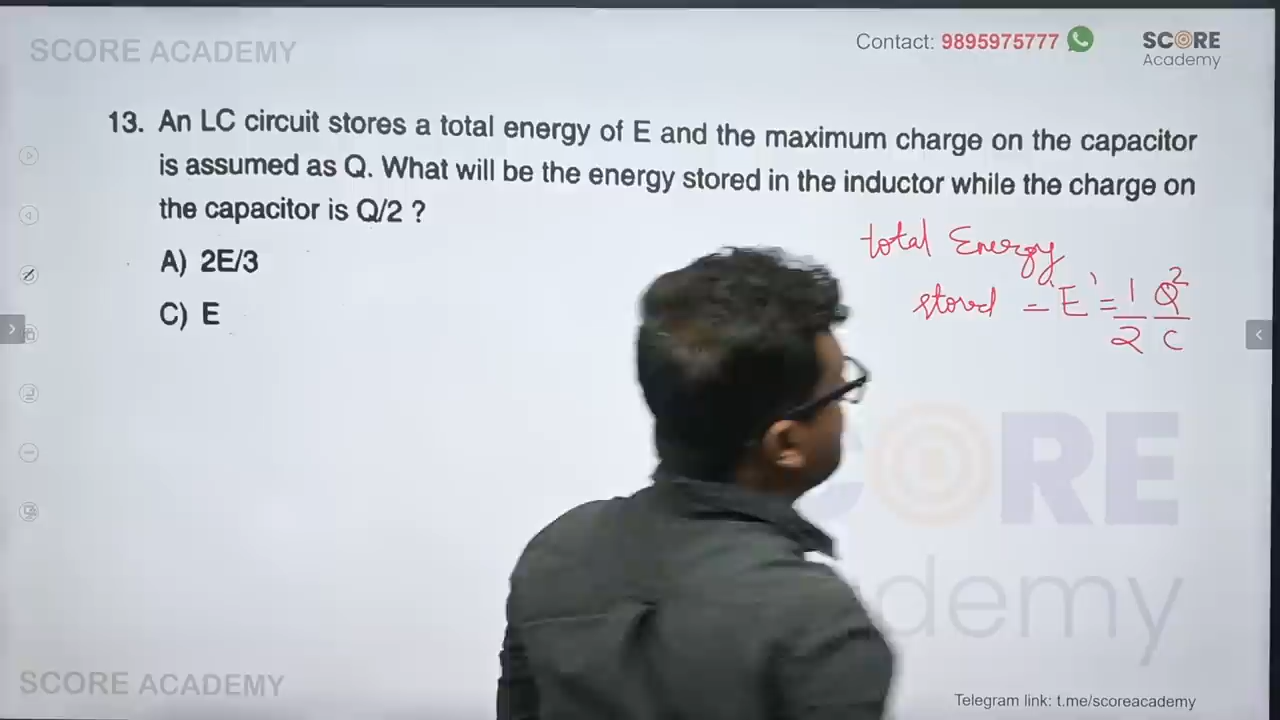 SCORE ACADEMY
Contact: 9895975777
SCORE
Academy
13. An LC circuit stores a total energy of E and the maximum charge on the capacitor
is assumed as Q. What will be the energy stored in the inductor while the charge on
the capacitor is Q/2 ?
A) 2E/3
C) E
total Energy
stored = 'E' = 1/2 Q²/C
CORE
ademy
SCORE ACADEMY
Telegram link: t.me/scoreacademy